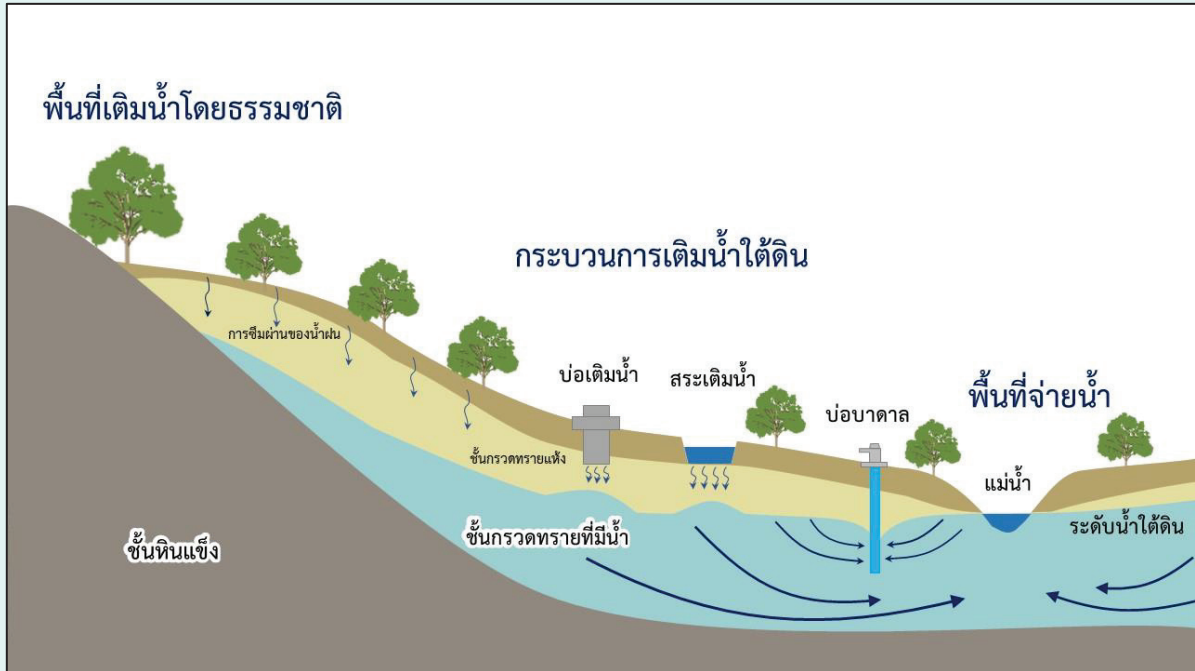 พื้นที่เติมน้ำโดยธรรมชาติ
กระบวนการเติมน้ำใต้ดิน
การซึมผ่านของน้ำฝน
บ่อเติมน้ำ
สระเติมน้ำ
บ่อบาดาล
พื้นที่จ่ายน้ำ
ชั้นกรวดทรายแห้ง
แม่น้ำ
ชั้นหินแข็ง
ชั้นกรวดทรายที่มีน้ำ
ระดับน้ำใต้ดิน